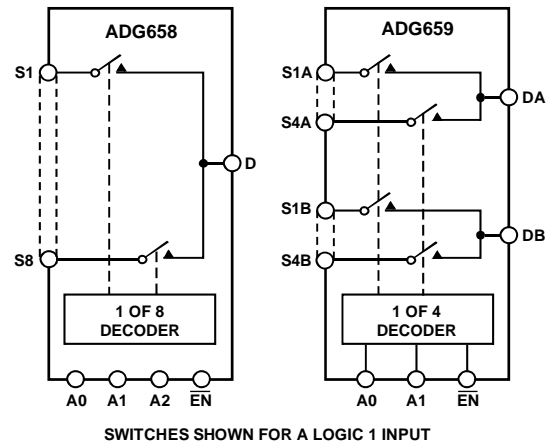 ADG658
S1
D
S8
1 OF 8
DECODER
A0 A1 A2 EN
ADG659
S1A
DA
S4A
S1B
DB
S4B
1 OF 4
DECODER
A0 A1 EN
SWITCHES SHOWN FOR A LOGIC 1 INPUT